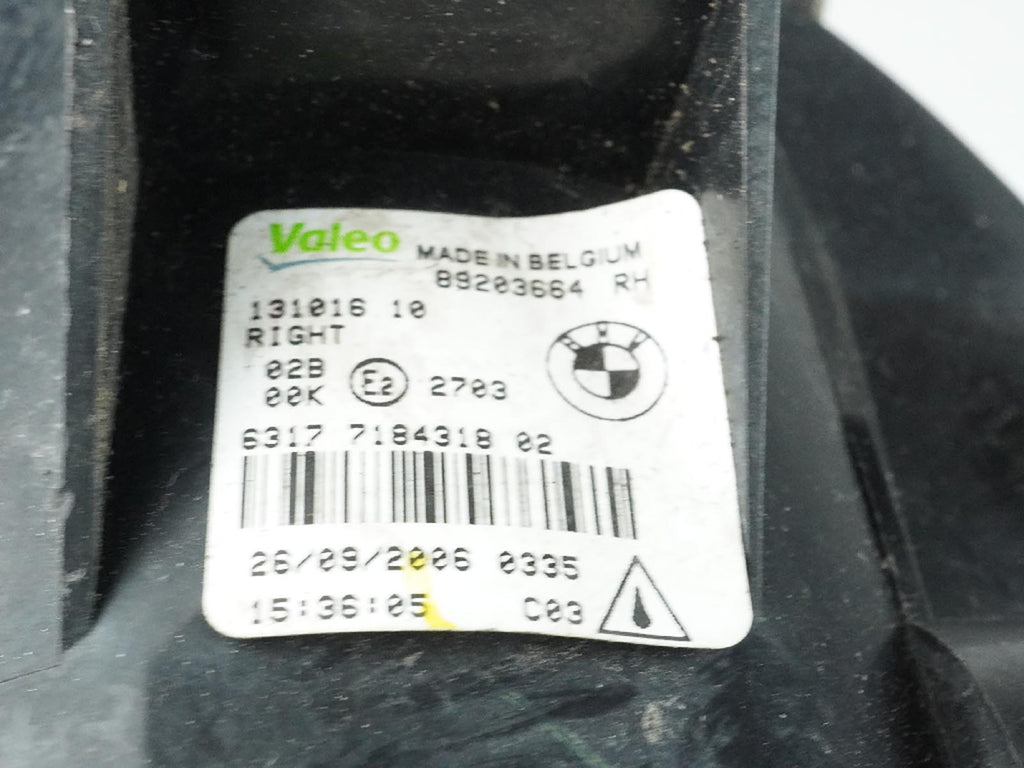 Valeo MADE IN BELGIUM
89203664 RH
131016 10
RIGHT
02B
00K E2 2703
BMW
6317 7184318 02
26/09/2006 0335
15:36:05 C03